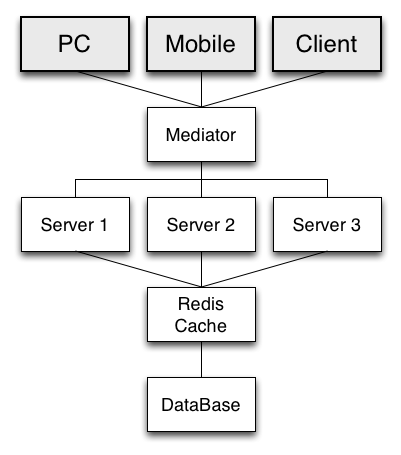 PC
Mobile
Client
Mediator
Server 1
Server 2
Server 3
Redis
Cache
DataBase